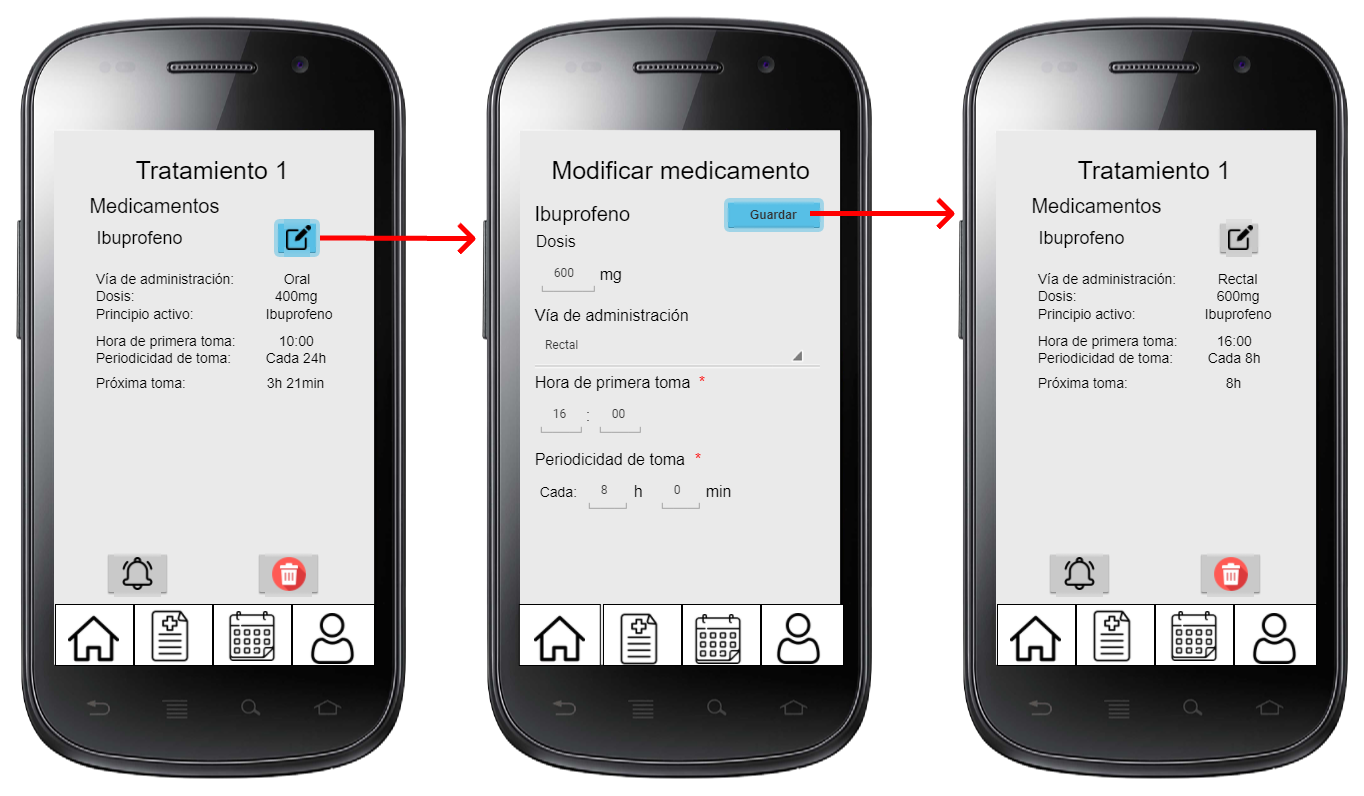 Tratamiento 1
Medicamentos
Ibuprofeno
Vía de administración: Oral
Dosis: 400mg
Principio activo: Ibuprofeno
Hora de primera toma: 10:00
Periodicidad de toma: Cada 24h
Próxima toma: 3h 21min
Modificar medicamento
Ibuprofeno Guardar
Dosis
600 mg
Vía de administración
Rectal
Hora de primera toma *
16 : 00
Periodicidad de toma *
Cada: 8 h 0 min
Tratamiento 1
Medicamentos
Ibuprofeno
Vía de administración: Rectal
Dosis: 600mg
Principio activo: Ibuprofeno
Hora de primera toma: 16:00
Periodicidad de toma: Cada 8h
Próxima toma: 8h